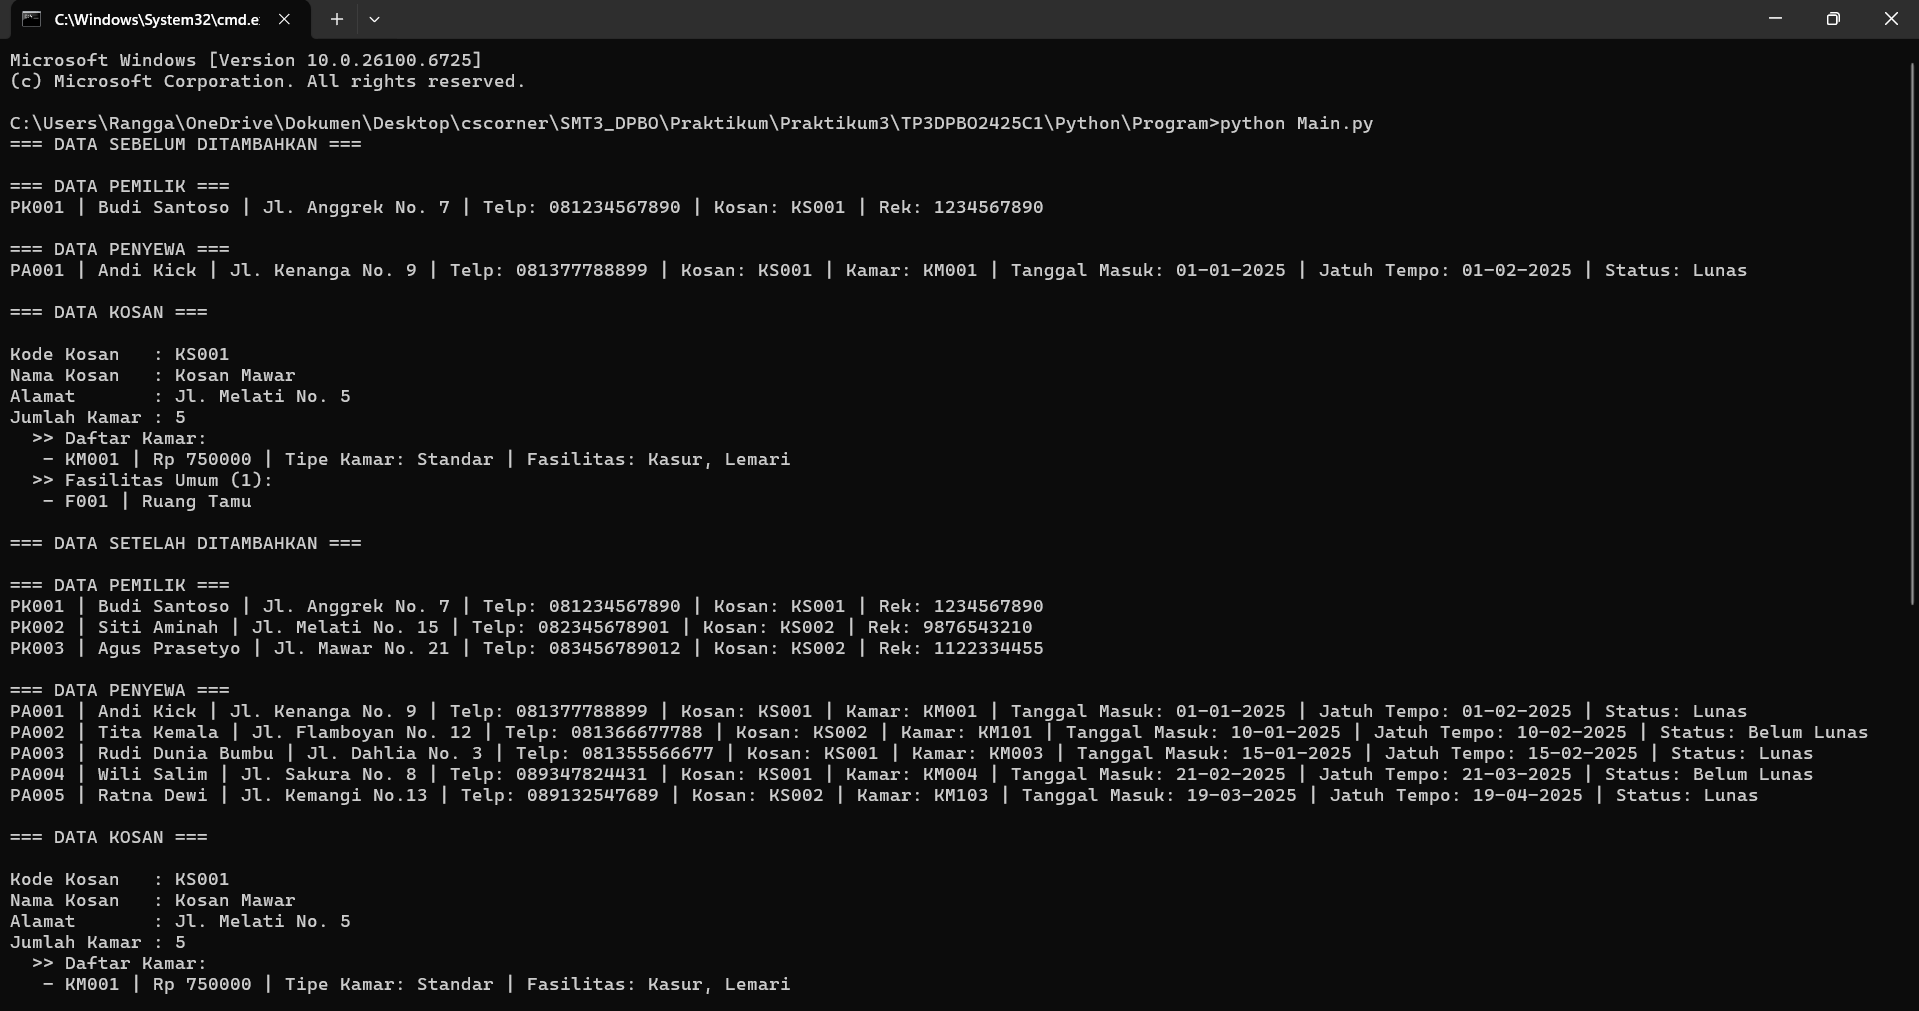 C:\Windows\System32\cmd.e
Microsoft Windows [Version 10.0.26100.6725]
(c) Microsoft Corporation. All rights reserved.
C:\Users\Rangga\OneDrive\Dokumen\Desktop\cscorner\SMT3_DPBO\Praktikum\Praktikum3\TP3DPBO2425C1\Python\Program>python Main.py
=== DATA SEBELUM DITAMBAHKAN ===
=== DATA PEMILIK ===
PK001 | Budi Santoso | Jl. Anggrek No. 7 | Telp: 081234567890 | Kosan: KS001 | Rek: 1234567890
=== DATA PENYEWA ===
PA001 | Andi Kick | Jl. Kenanga No. 9 | Telp: 081377788899 | Kosan: KS001 | Kamar: KM001 | Tanggal Masuk: 01-01-2025 | Jatuh Tempo: 01-02-2025 | Status: Lunas
=== DATA KOSAN ===
Kode Kosan   : KS001
Nama Kosan   : Kosan Mawar
Alamat       : Jl. Melati No. 5
Jumlah Kamar : 5
  >> Daftar Kamar:
   - KM001 | Rp 750000 | Tipe Kamar: Standar | Fasilitas: Kasur, Lemari
  >> Fasilitas Umum (1):
   - F001 | Ruang Tamu
=== DATA SETELAH DITAMBAHKAN ===
=== DATA PEMILIK ===
PK001 | Budi Santoso | Jl. Anggrek No. 7 | Telp: 081234567890 | Kosan: KS001 | Rek: 1234567890
PK002 | Siti Aminah | Jl. Melati No. 15 | Telp: 082345678901 | Kosan: KS002 | Rek: 9876543210
PK003 | Agus Prasetyo | Jl. Mawar No. 21 | Telp: 083456789012 | Kosan: KS002 | Rek: 1122334455
=== DATA PENYEWA ===
PA001 | Andi Kick | Jl. Kenanga No. 9 | Telp: 081377788899 | Kosan: KS001 | Kamar: KM001 | Tanggal Masuk: 01-01-2025 | Jatuh Tempo: 01-02-2025 | Status: Lunas
PA002 | Tita Kemala | Jl. Flamboyan No. 12 | Telp: 081366677788 | Kosan: KS002 | Kamar: KM101 | Tanggal Masuk: 10-01-2025 | Jatuh Tempo: 10-02-2025 | Status: Belum Lunas
PA003 | Rudi Dunia Bumbu | Jl. Dahlia No. 3 | Telp: 081355566677 | Kosan: KS001 | Kamar: KM003 | Tanggal Masuk: 15-01-2025 | Jatuh Tempo: 15-02-2025 | Status: Lunas
PA004 | Wili Salim | Jl. Sakura No. 8 | Telp: 089347824431 | Kosan: KS001 | Kamar: KM004 | Tanggal Masuk: 21-02-2025 | Jatuh Tempo: 21-03-2025 | Status: Belum Lunas
PA005 | Ratna Dewi | Jl. Kemangi No.13 | Telp: 089132547689 | Kosan: KS002 | Kamar: KM103 | Tanggal Masuk: 19-03-2025 | Jatuh Tempo: 19-04-2025 | Status: Lunas
=== DATA KOSAN ===
Kode Kosan   : KS001
Nama Kosan   : Kosan Mawar
Alamat       : Jl. Melati No. 5
Jumlah Kamar : 5
  >> Daftar Kamar:
   - KM001 | Rp 750000 | Tipe Kamar: Standar | Fasilitas: Kasur, Lemari